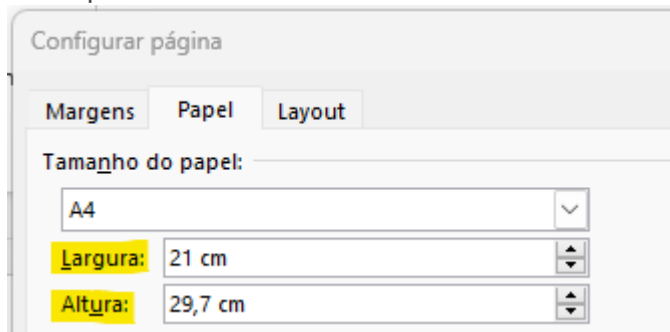 Configurar página
Margens Papel Layout
Tamanho do papel:
A4
Largura: 21 cm
Altura: 29,7 cm